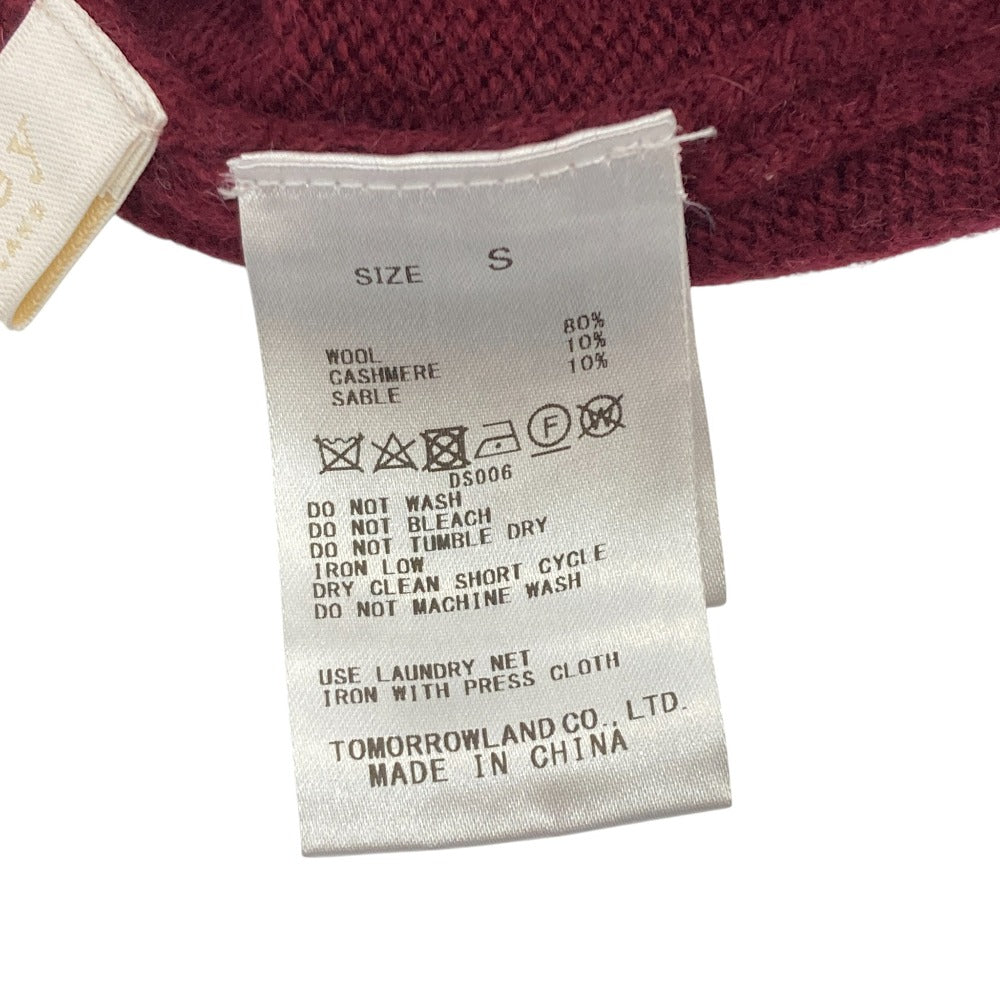 SIZE S
WOOL 80%
CASHMERE 10%
SABLE 10%
F W
DS006
DO NOT WASH
DO NOT BLEACH
DO NOT TUMBLE DRY
IRON LOW
DRY CLEAN SHORT CYCLE
DO NOT MACHINE WASH
USE LAUNDRY NET
IRON WITH PRESS CLOTH
TOMORROWLAND CO., LTD.
MADE IN CHINA